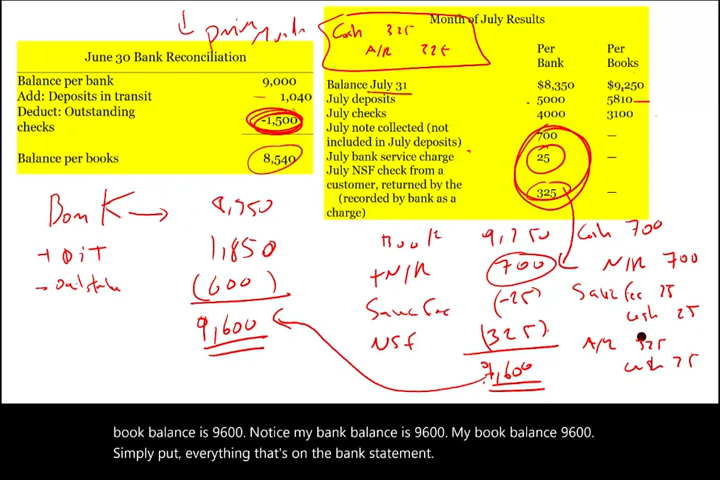 ↓ prior month
Cash 325
A/R 325
June 30 Bank Reconciliation
Balance per bank 9,000
Add: Deposits in transit 1,040
Deduct: Outstanding checks -1,500
Balance per books 8,540
Month of July Results
Per Bank Per Books
Balance July 31 $8,350 $9,250
July deposits 5000 5810
July checks 4000 3100
July note collected (not included in July deposits) 700 —
July bank service charge 25 —
July NSF check from a customer, returned by the (recorded by bank as a charge) 325 —
Bank → 8,350
+ DiT 1,850
- Outstake (600)
9,600
Book 9,250
+N/R 700
Service Fee (-25)
NSF (325)
9,600
Cash 700
N/R 700
Service Fee 25
cash 25
A/R 325
cash 25
book balance is 9600. Notice my bank balance is 9600. My book balance 9600.
Simply put, everything that's on the bank statement.